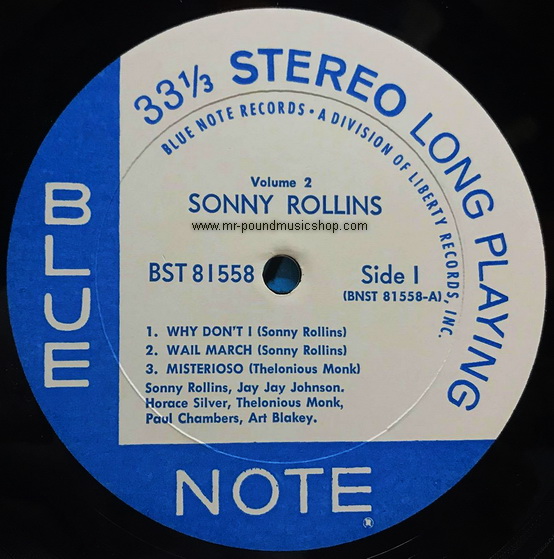 33⅓ STEREO LONG PLAYING
BLUE NOTE RECORDS • A DIVISION OF LIBERTY RECORDS, INC.
Volume 2
SONNY ROLLINS
www.mr-poundmusicshop.com
BST 81558
Side 1
(BNST 81558-A)
1. WHY DON'T I (Sonny Rollins)
2. WAIL MARCH (Sonny Rollins)
3. MISTERIOSO (Thelonious Monk)
Sonny Rollins, Jay Jay Johnson.
Horace Silver, Thelonious Monk,
Paul Chambers, Art Blakey.
BLUE
NOTE®